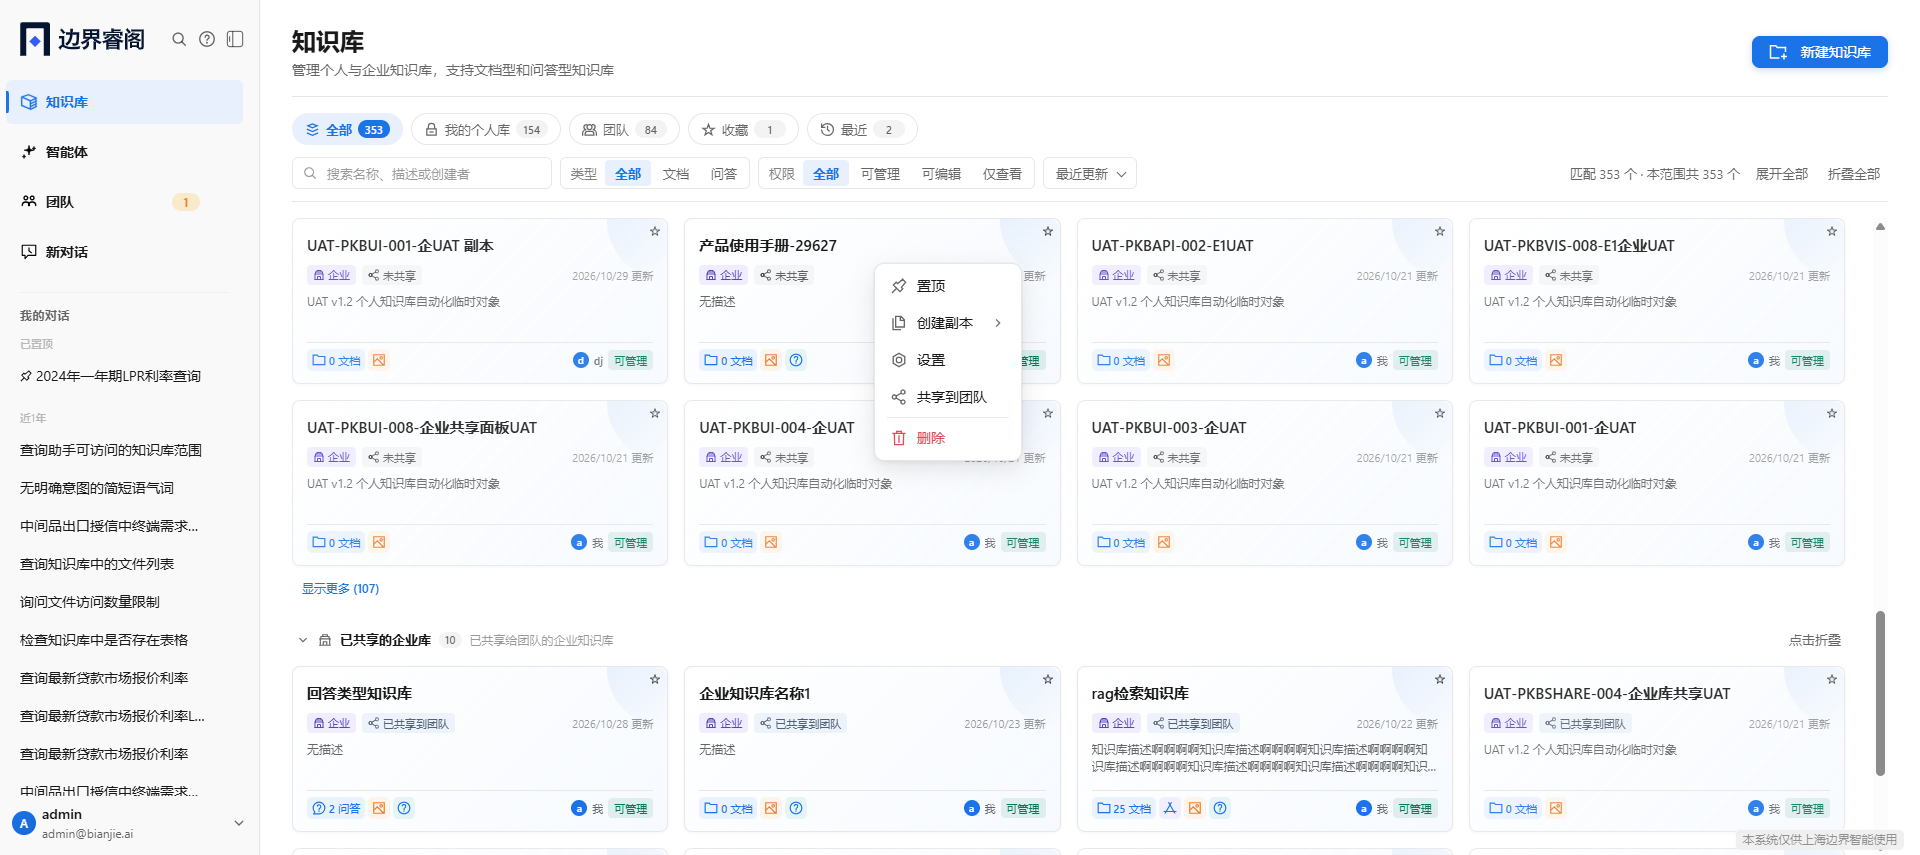 边界睿阁
知识库
智能体
团队 1
新对话
我的对话
已置顶
2024年一年期LPR利率查询
近1年
查询助手可访问的知识库范围
无明确意图的简短语气词
中间品出口授信中终端需求...
查询知识库中的文件列表
询问文件访问数量限制
检查知识库中是否存在表格
查询最新贷款市场报价利率
查询最新贷款市场报价利率L...
查询最新贷款市场报价利率
中间品出口授信中终端需求...
A admin
admin@bianjie.ai
知识库
管理个人与企业知识库，支持文档型和问答型知识库
新建知识库
全部 353 我的个人库 154 团队 84 收藏 1 最近 2
搜索名称、描述或创建者 类型 全部 文档 问答 权限 全部 可管理 可编辑 仅查看 最近更新 匹配 353 个 · 本范围共 353 个 展开全部 折叠全部
UAT-PKBUI-001-企UAT 副本
企业 未共享 2026/10/29 更新
UAT v1.2 个人知识库自动化临时对象
0 文档 d dj 可管理
产品使用手册-29627
企业 未共享 更新
无描述
0 文档 管理
置顶
创建副本
设置
共享到团队
删除
UAT-PKBAPI-002-E1UAT
企业 未共享 2026/10/21 更新
UAT v1.2 个人知识库自动化临时对象
0 文档 a 我 可管理
UAT-PKBVIS-008-E1企业UAT
企业 未共享 2026/10/21 更新
UAT v1.2 个人知识库自动化临时对象
0 文档 a 我 可管理
UAT-PKBUI-008-企业共享面板UAT
企业 未共享 2026/10/21 更新
UAT v1.2 个人知识库自动化临时对象
0 文档 a 我 可管理
UAT-PKBUI-004-企UAT
企业 未共享 更新
UAT v1.2 个人知识库自动化临时对象
0 文档 a 我 可管理
UAT-PKBUI-003-企UAT
企业 未共享 2026/10/21 更新
UAT v1.2 个人知识库自动化临时对象
0 文档 a 我 可管理
UAT-PKBUI-001-企UAT
企业 未共享 2026/10/21 更新
UAT v1.2 个人知识库自动化临时对象
0 文档 a 我 可管理
显示更多 (107)
已共享的企业库 10 已共享给团队的企业知识库 点击折叠
回答类型知识库
企业 已共享到团队 2026/10/28 更新
无描述
2 问答 a 我 可管理
企业知识库名称1
企业 已共享到团队 2026/10/23 更新
无描述
0 文档 a 我 可管理
rag检索知识库
企业 已共享到团队 2026/10/22 更新
知识库描述啊啊啊啊知识库描述啊啊啊啊知识库描述啊啊啊啊知
识库描述啊啊啊啊知识库描述啊啊啊啊知识库描述啊啊啊啊知识...
25 文档 a 我 可管理
UAT-PKBSHARE-004-企业库共享UAT
企业 已共享到团队 2026/10/21 更新
UAT v1.2 个人知识库自动化临时对象
0 文档 a 我 可管理
本系统仅供上海边界智能使用